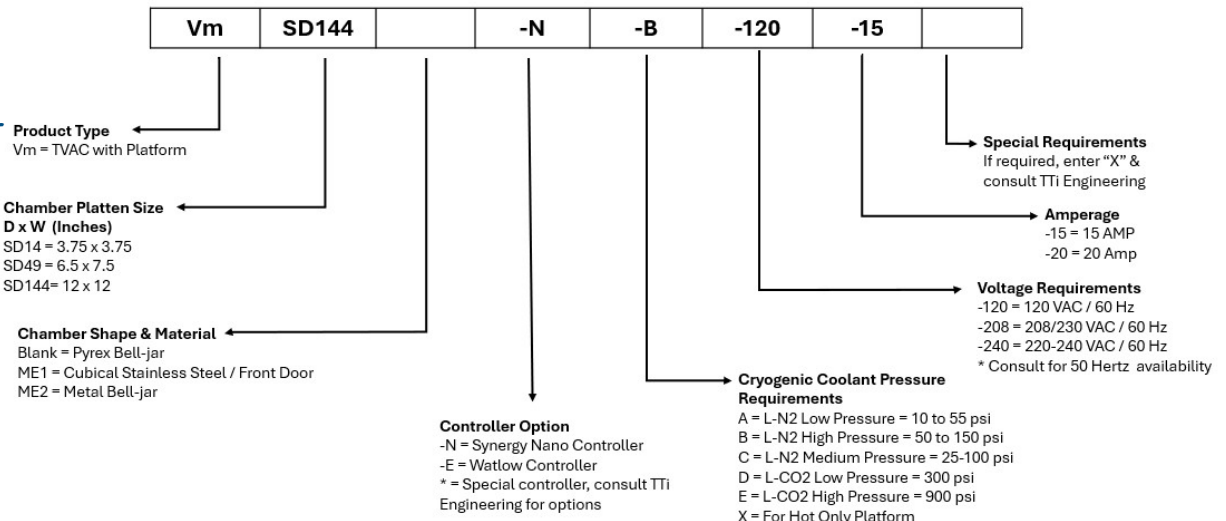 Vm SD144 -N -B -120 -15
Product Type
Vm = TVAC with Platform
Chamber Platten Size
D x W (Inches)
SD14 = 3.75 x 3.75
SD49 = 6.5 x 7.5
SD144= 12 x 12
Chamber Shape & Material
Blank = Pyrex Bell-jar
ME1 = Cubical Stainless Steel / Front Door
ME2 = Metal Bell-jar
Controller Option
-N = Synergy Nano Controller
-E = Watlow Controller
* = Special controller, consult TTi
Engineering for options
Cryogenic Coolant Pressure
Requirements
A = L-N2 Low Pressure = 10 to 55 psi
B = L-N2 High Pressure = 50 to 150 psi
C = L-N2 Medium Pressure = 25-100 psi
D = L-CO2 Low Pressure = 300 psi
E = L-CO2 High Pressure = 900 psi
X = For Hot Only Platform
Voltage Requirements
-120 = 120 VAC / 60 Hz
-208 = 208/230 VAC / 60 Hz
-240 = 220-240 VAC / 60 Hz
* Consult for 50 Hertz availability
Amperage
-15 = 15 AMP
-20 = 20 Amp
Special Requirements
If required, enter “X” &
consult TTi Engineering